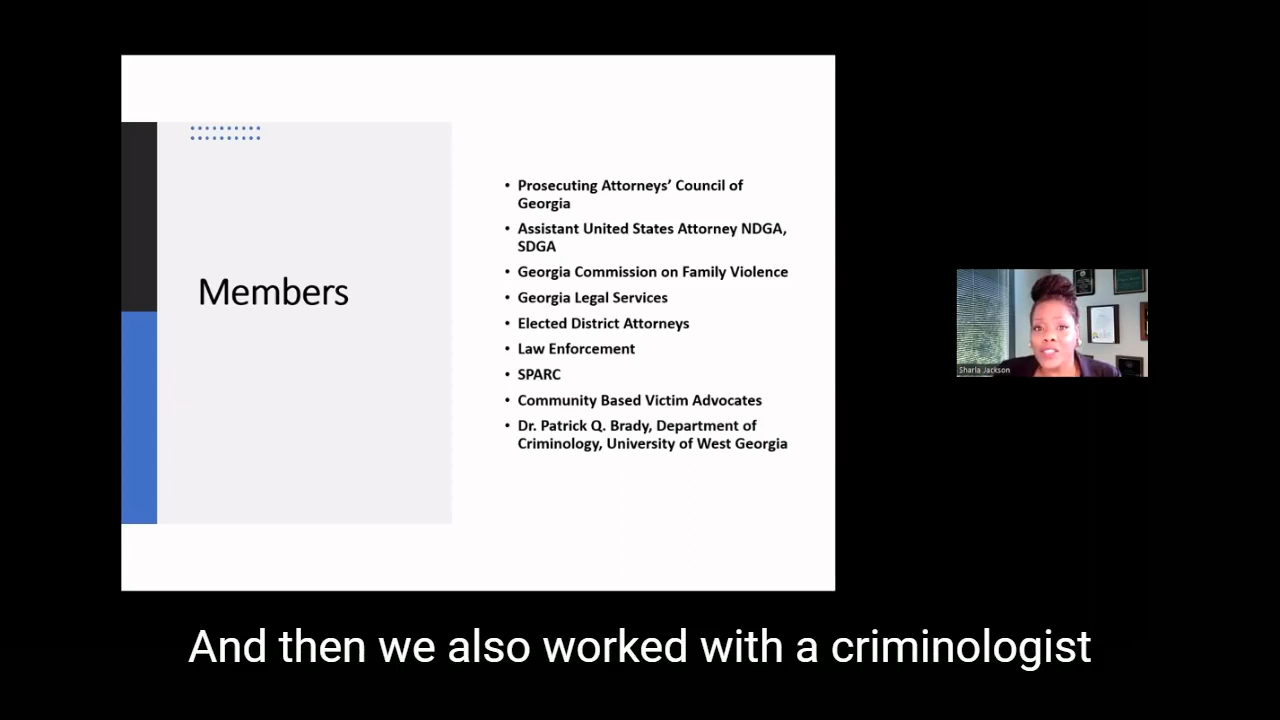 Members
• Prosecuting Attorneys' Council of
Georgia
• Assistant United States Attorney NDGA,
SDGA
• Georgia Commission on Family Violence
• Georgia Legal Services
• Elected District Attorneys
• Law Enforcement
• SPARC
• Community Based Victim Advocates
• Dr. Patrick Q. Brady, Department of
Criminology, University of West Georgia
Sharla Jackson
And then we also worked with a criminologist